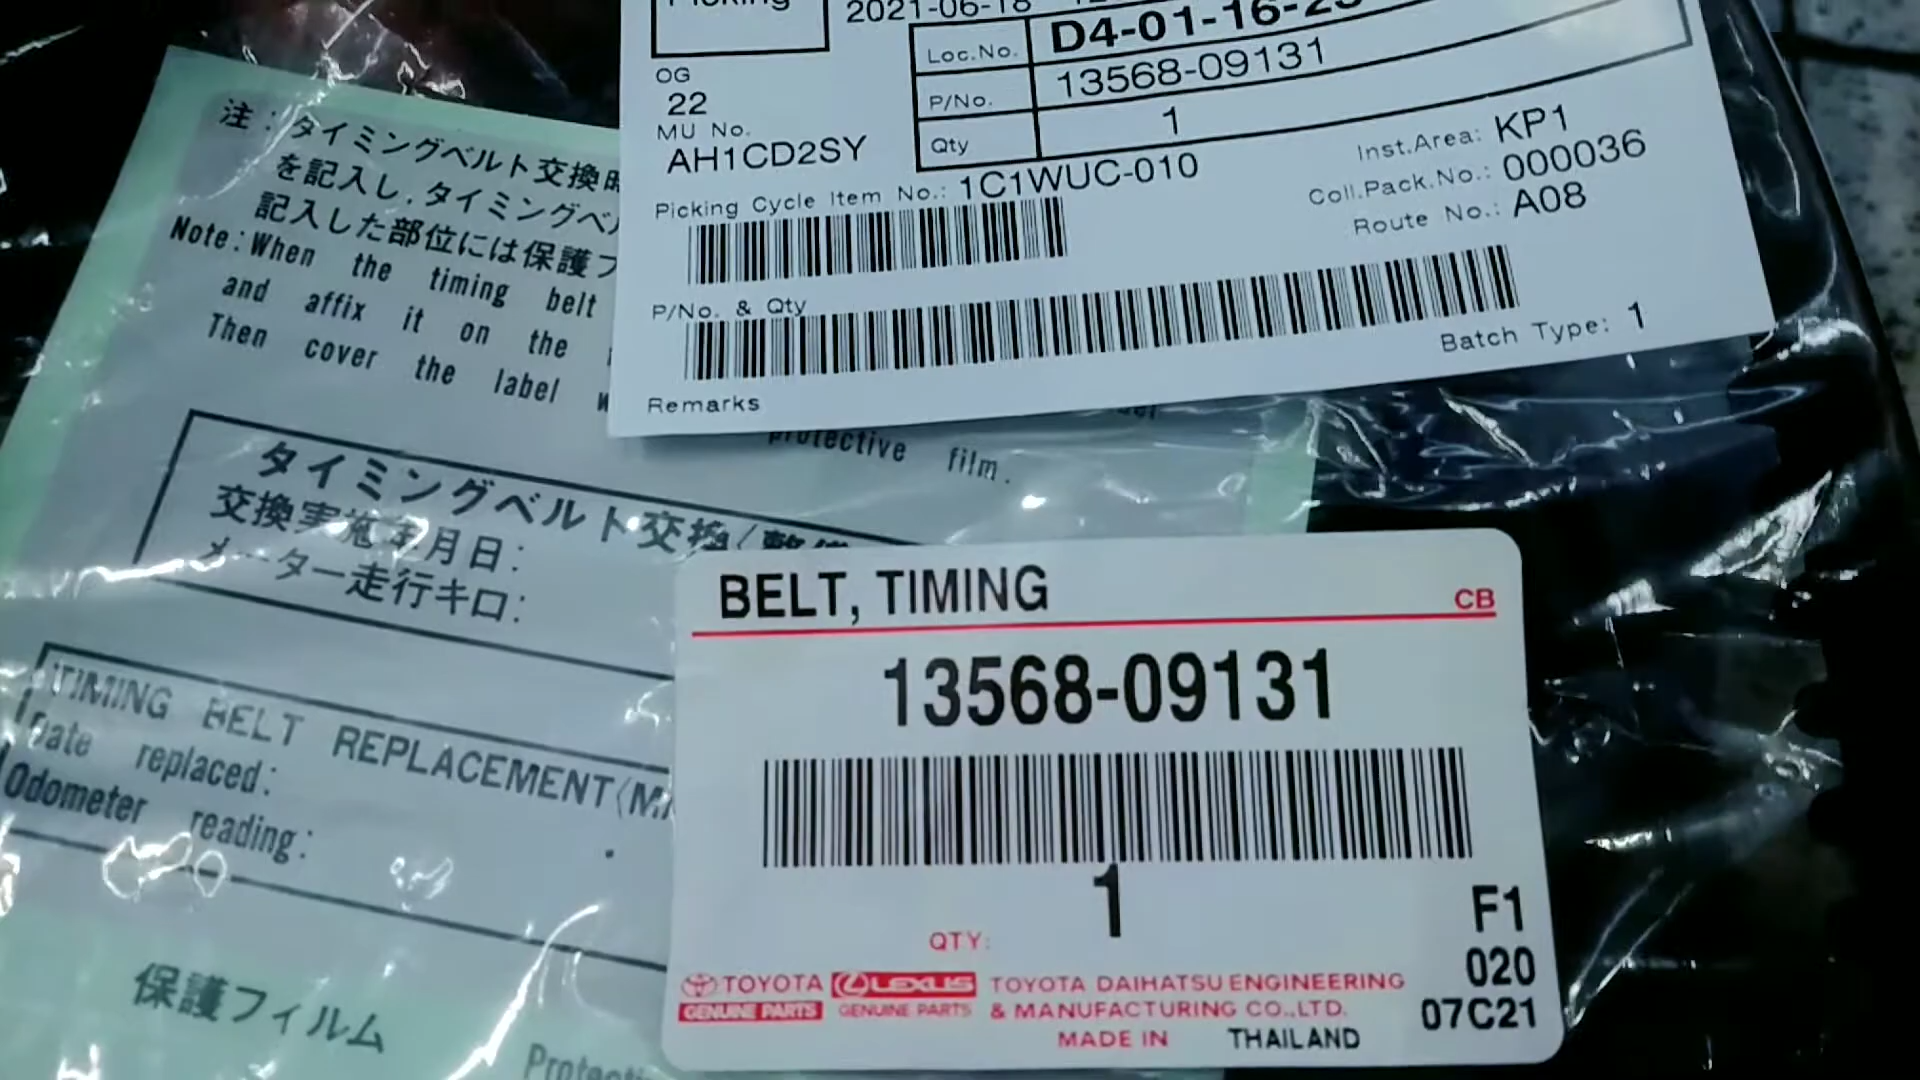 2021-06-18
Loc.No. D4-01-16-25
P/No. 13568-09131
Qty 1
OG
22
MU No.
AH1CD2SY
Picking Cycle Item No.: 1C1WUC-010
Inst.Area: KP1
Coll.Pack.No.: 000036
Route No.: A08
P/No. & Qty
Batch Type: 1
Remarks
注:タイミングベルト交換
を記入し,タイミングベ
記入した部位には保護フ
Note: When the timing belt
and affix it on the
Then cover the label
protective film.
タイミングベルト交換
交換実施年月日:
メーター走行キロ:
TIMING BELT REPLACEMENT
Date replaced:
Odometer reading:
保護フィルム
BELT, TIMING
CB
13568-09131
1
QTY:
F1
020
07C21
TOYOTA LEXUS TOYOTA DAIHATSU ENGINEERING
GENUINE PARTS GENUINE PARTS & MANUFACTURING CO.,LTD.
MADE IN THAILAND